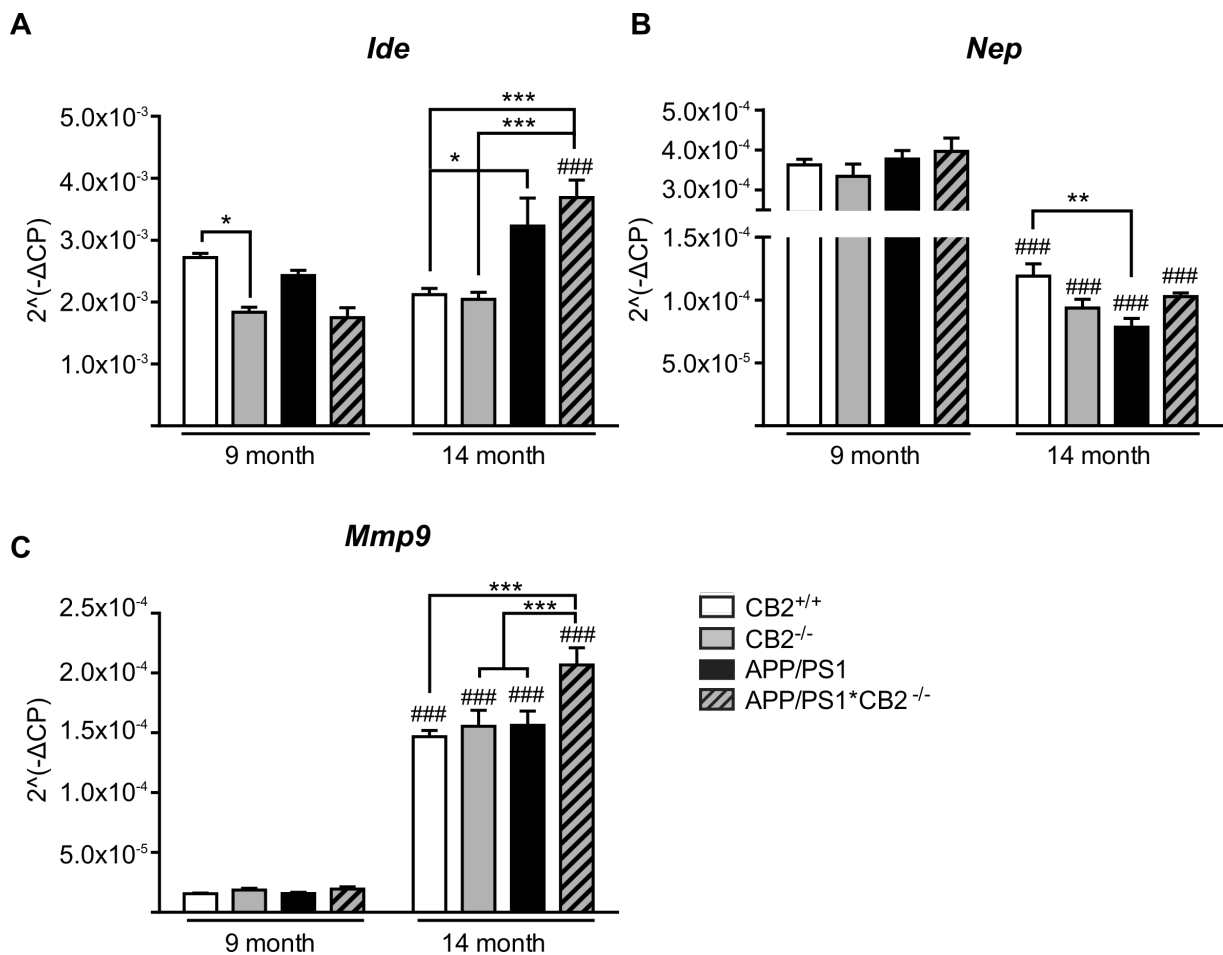 A
Ide
2^(-ΔCP)
5.0x10⁻³
4.0x10⁻³
3.0x10⁻³
2.0x10⁻³
1.0x10⁻³
***
***
*
###
*
9 month
14 month
B
Nep
2^(-ΔCP)
5.0x10⁻⁴
4.0x10⁻⁴
3.0x10⁻⁴
1.5x10⁻⁴
1.0x10⁻⁴
5.0x10⁻⁵
**
###
###
###
###
9 month
14 month
C
Mmp9
2^(-ΔCP)
2.5x10⁻⁴
2.0x10⁻⁴
1.5x10⁻⁴
1.0x10⁻⁴
5.0x10⁻⁵
***
***
###
###
###
###
9 month
14 month
CB2⁺/⁺
CB2⁻/⁻
APP/PS1
APP/PS1*CB2 ⁻/⁻